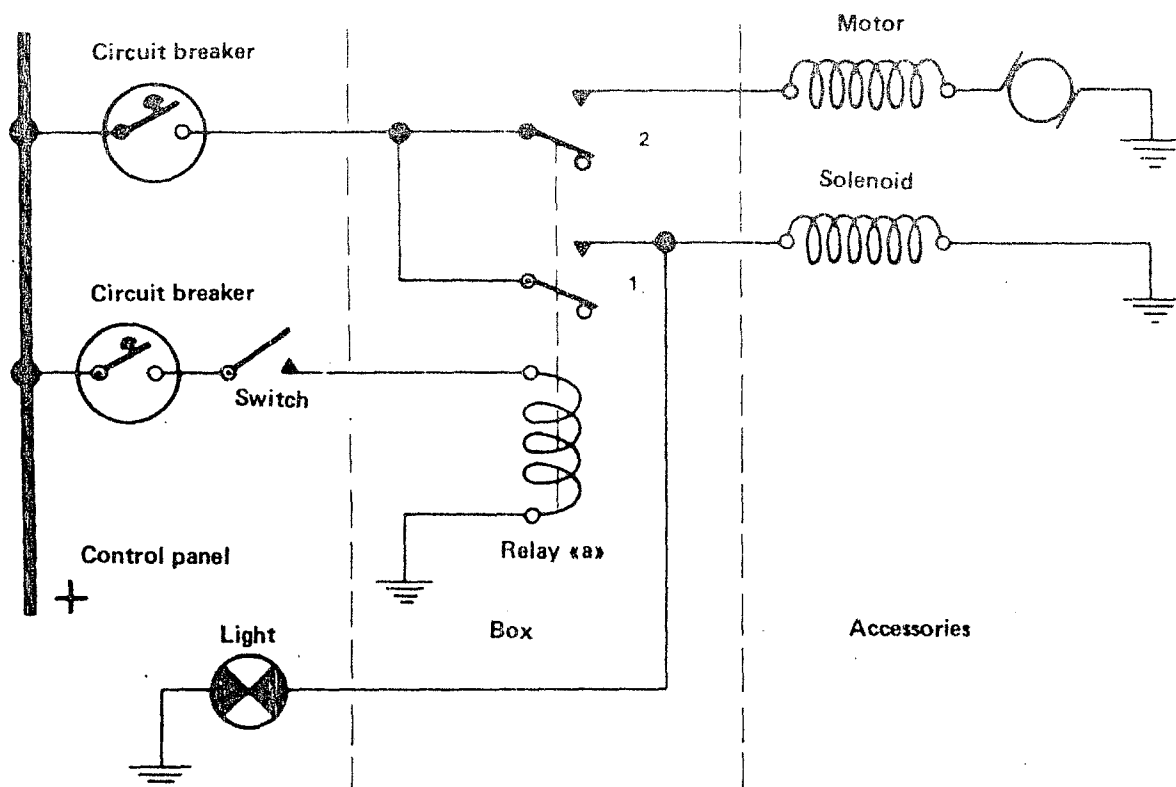 Motor
Circuit breaker
2
Solenoid
1
Circuit breaker
Switch
Relay «a»
Control panel
+
Light
Box
Accessories